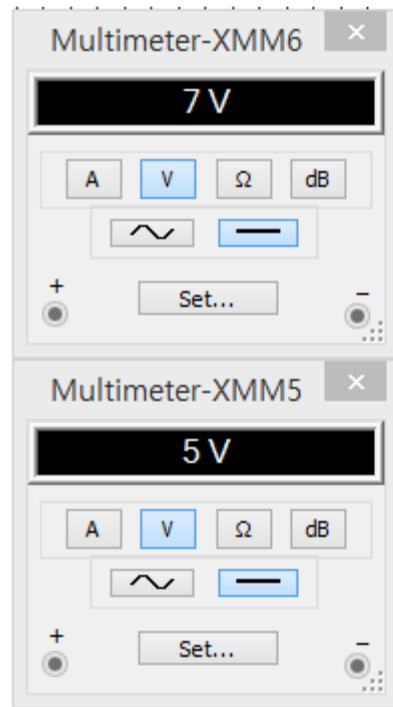 Multimeter-XMM6 ×
7 V
A V Ω dB
+ Set... −
Multimeter-XMM5 ×
5 V
A V Ω dB
+ Set... −